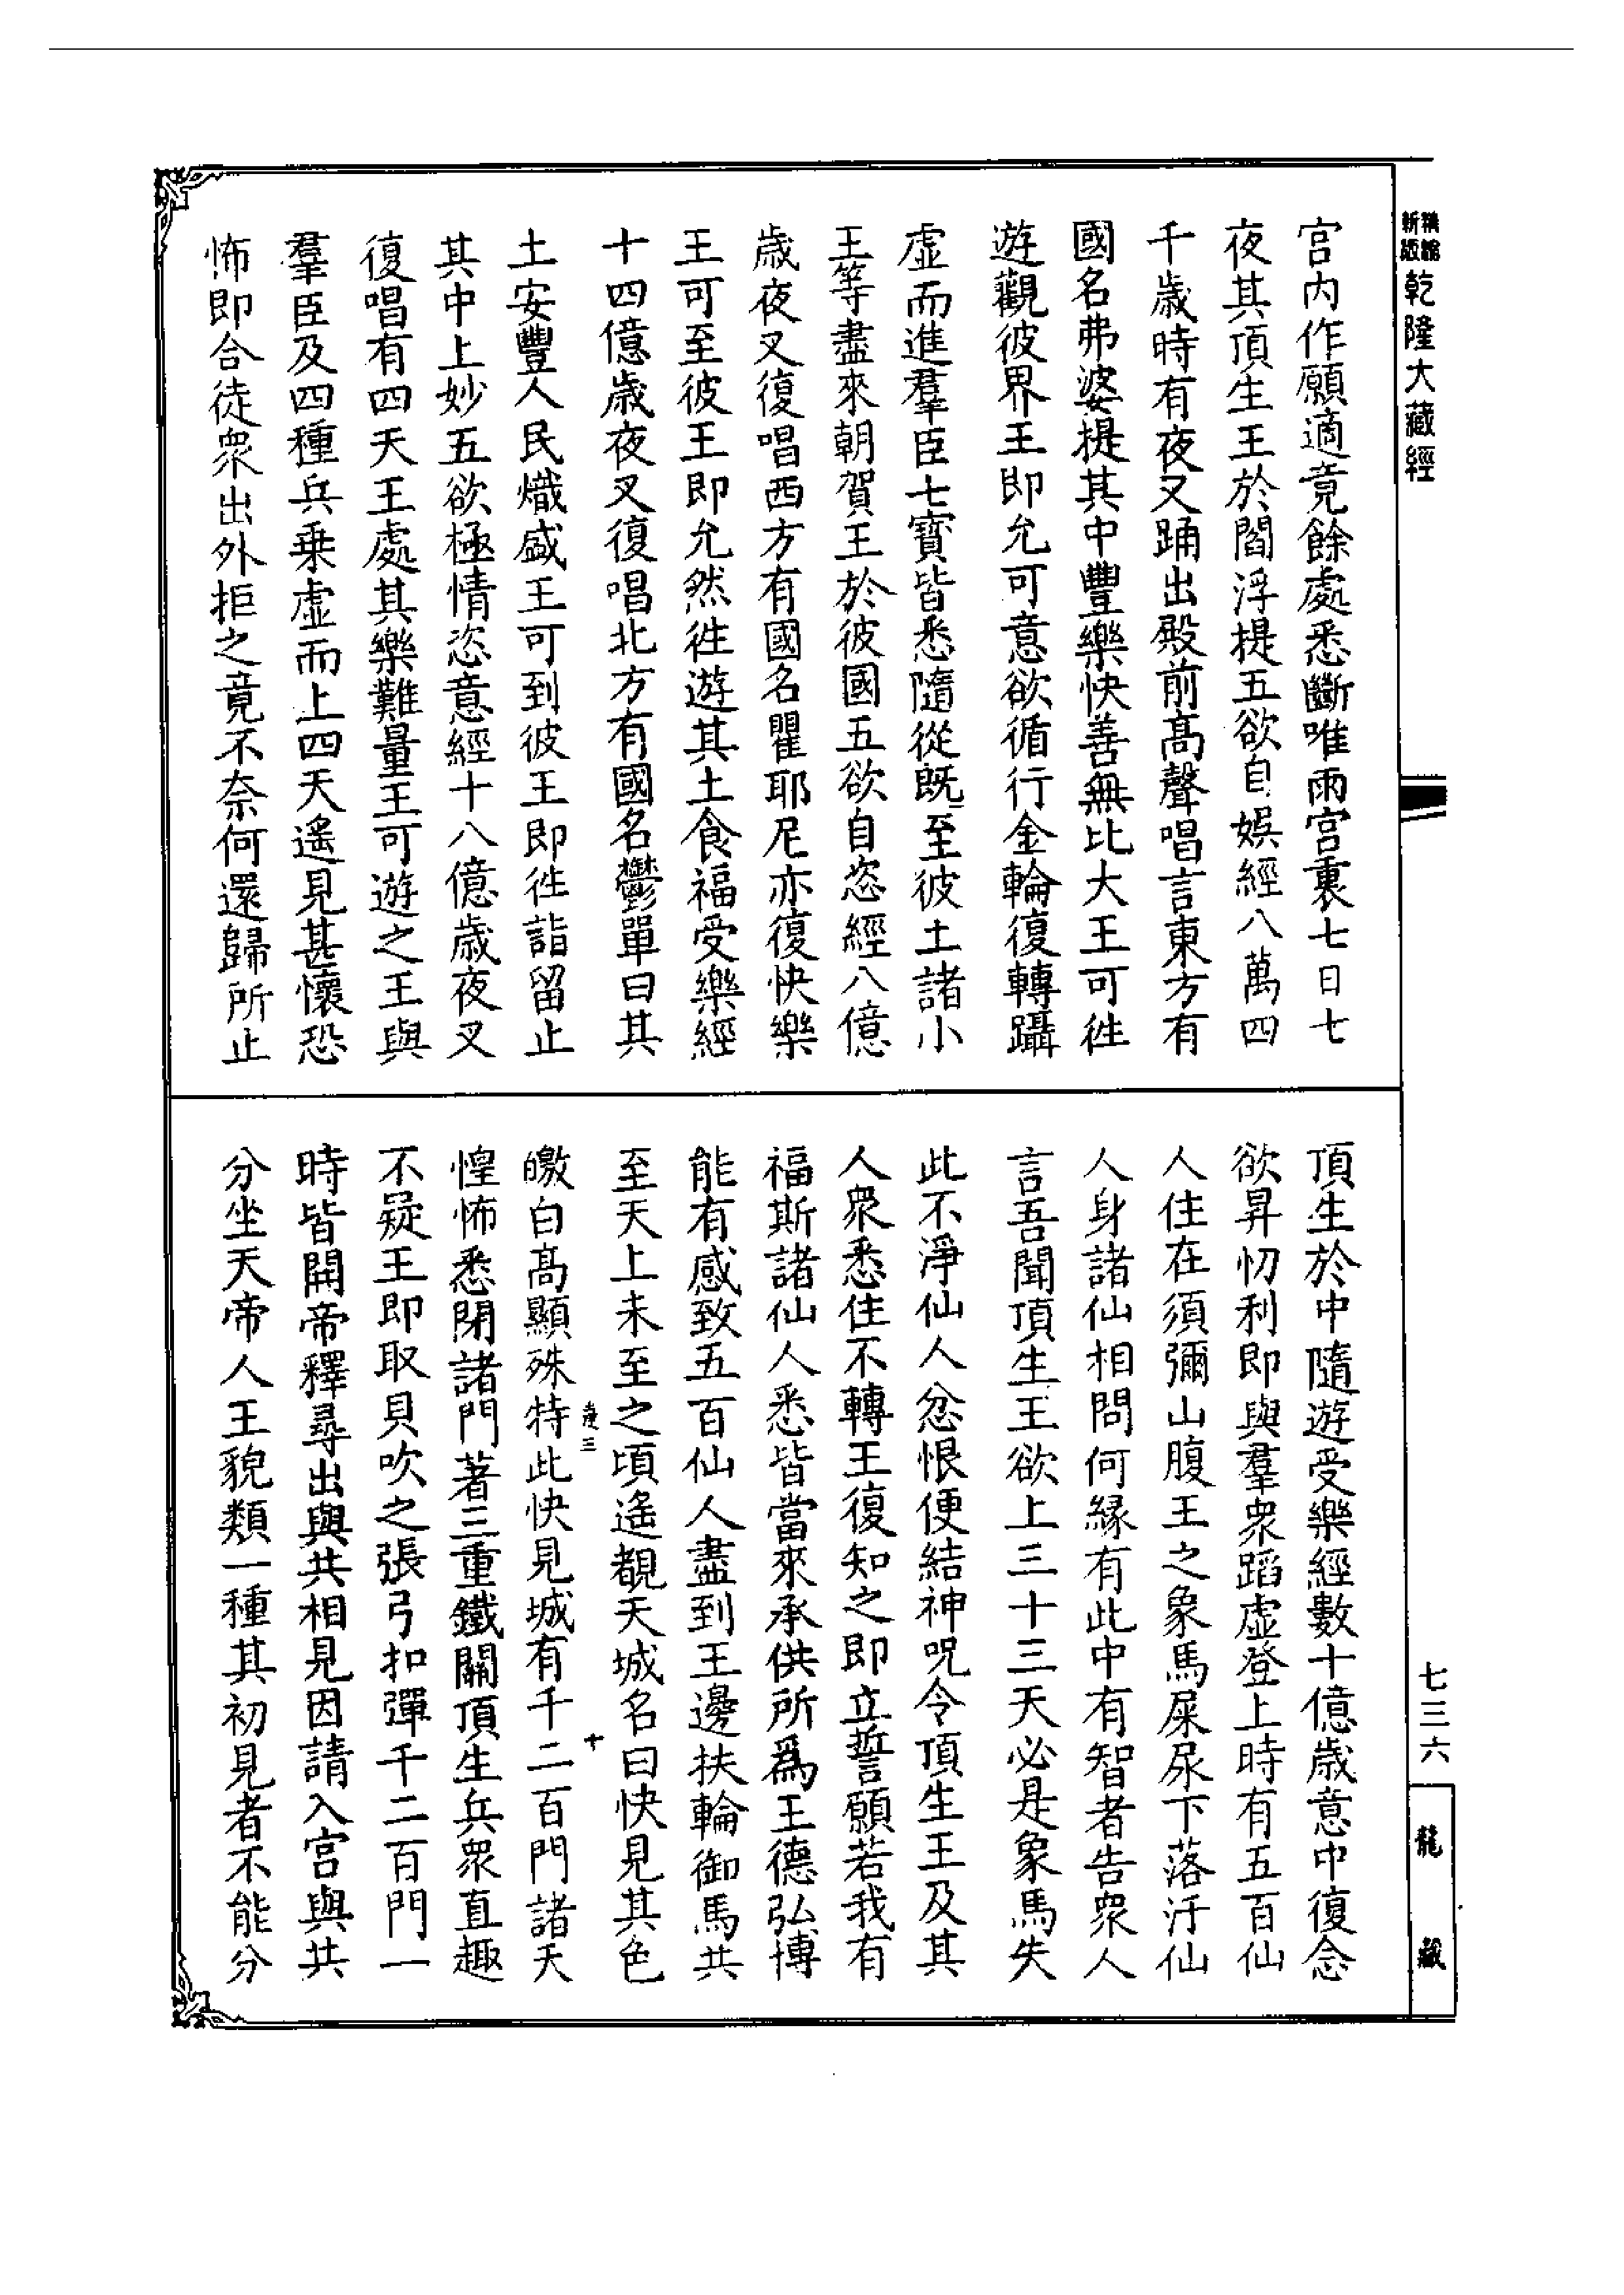 精編
新版
乾隆大藏經
宮内作願適竟餘處悉斷唯雨宮裏七日七
夜其頂生王於閻浮提五欲自娛經八萬四
千歲時有夜叉踊出殿前高聲唱言東方有
國名弗婆提其中豐樂快善無比大王可徃
遊觀彼界王即允可意欲循行金輪復轉躡
虛而進羣臣七寶皆悉隨從既至彼土諸小
王等盡來朝賀王於彼國五欲自恣經八億
歲夜叉復唱西方有國名瞿耶尼亦復快樂
王可至彼王即允然徃遊其土食福受樂經
十四億歲夜叉復唱北方有國名鬱單曰其
土安豐人民熾盛王可到彼王即徃詣留止
其中上妙五欲極情恣意經十八億歲夜叉
復唱有四天王處其樂難量王可遊之王與
羣臣及四種兵乘虛而上四天遙見甚懷恐
怖即合徒衆出外拒之竟不奈何還歸所止
頂生於中隨遊受樂經數十億歲意中復念
欲昇忉利即與羣衆蹈虛登上時有五百仙
人住在須彌山腹王之象馬屎尿下落汙仙
人身諸仙相問何緣有此中有智者告衆人
言吾聞頂生王欲上三十三天必是象馬失
此不淨仙人忿恨便結神呪令頂生王及其
人衆悉住不轉王復知之即立誓願若我有
福斯諸仙人悉皆當來承供所爲王德弘博
能有感致五百仙人盡到王邊扶輪御馬共
至天上未至之頃遙覩天城名曰快見其色
皦白高顯殊特此快見城有千二百門諸天
惶怖悉閉諸門著三重鐵關頂生兵衆直趣
不疑王即取貝吹之張弓扣彈千二百門一
時皆開帝釋尋出與共相見因請入宮與共
分坐天帝人王貌類一種其初見者不能分
七三六
龍藏